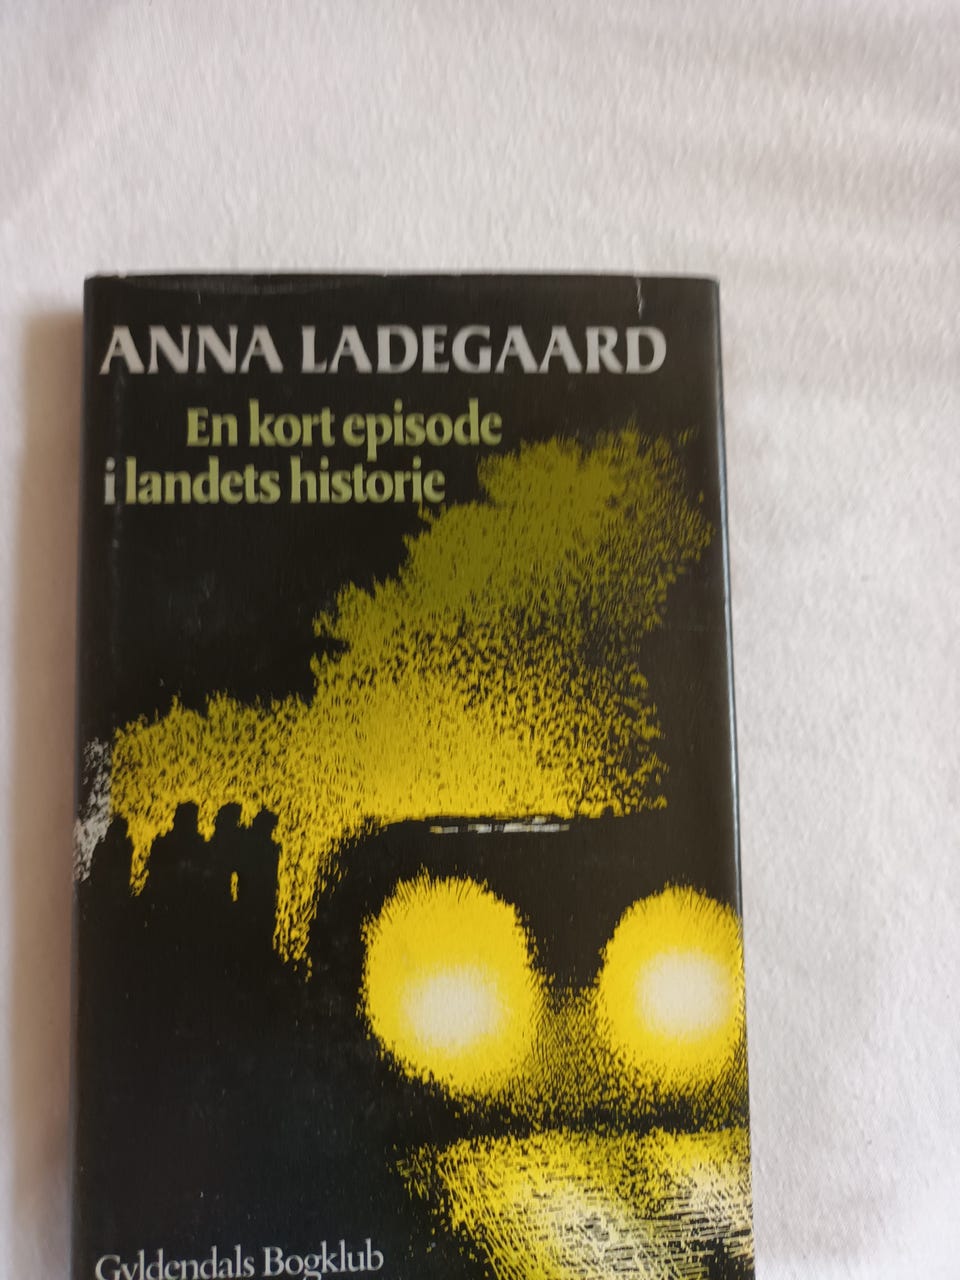 ANNA LADEGAARD
En kort episode
i landets historie
Gyldendals Bogklub